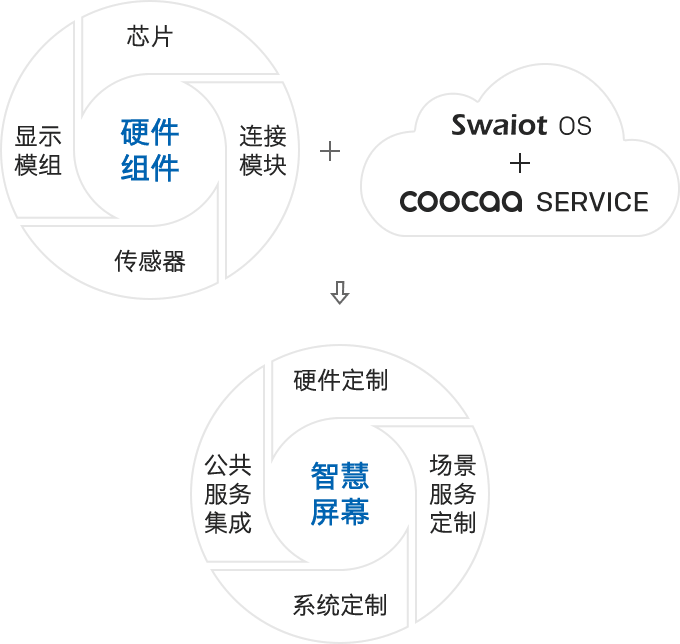 芯片
显示
模组
硬件
组件
连接
模块
传感器
+
Swaiot OS
+
coocaa SERVICE
硬件定制
公共
服务
集成
智慧
屏幕
场景
服务
定制
系统定制